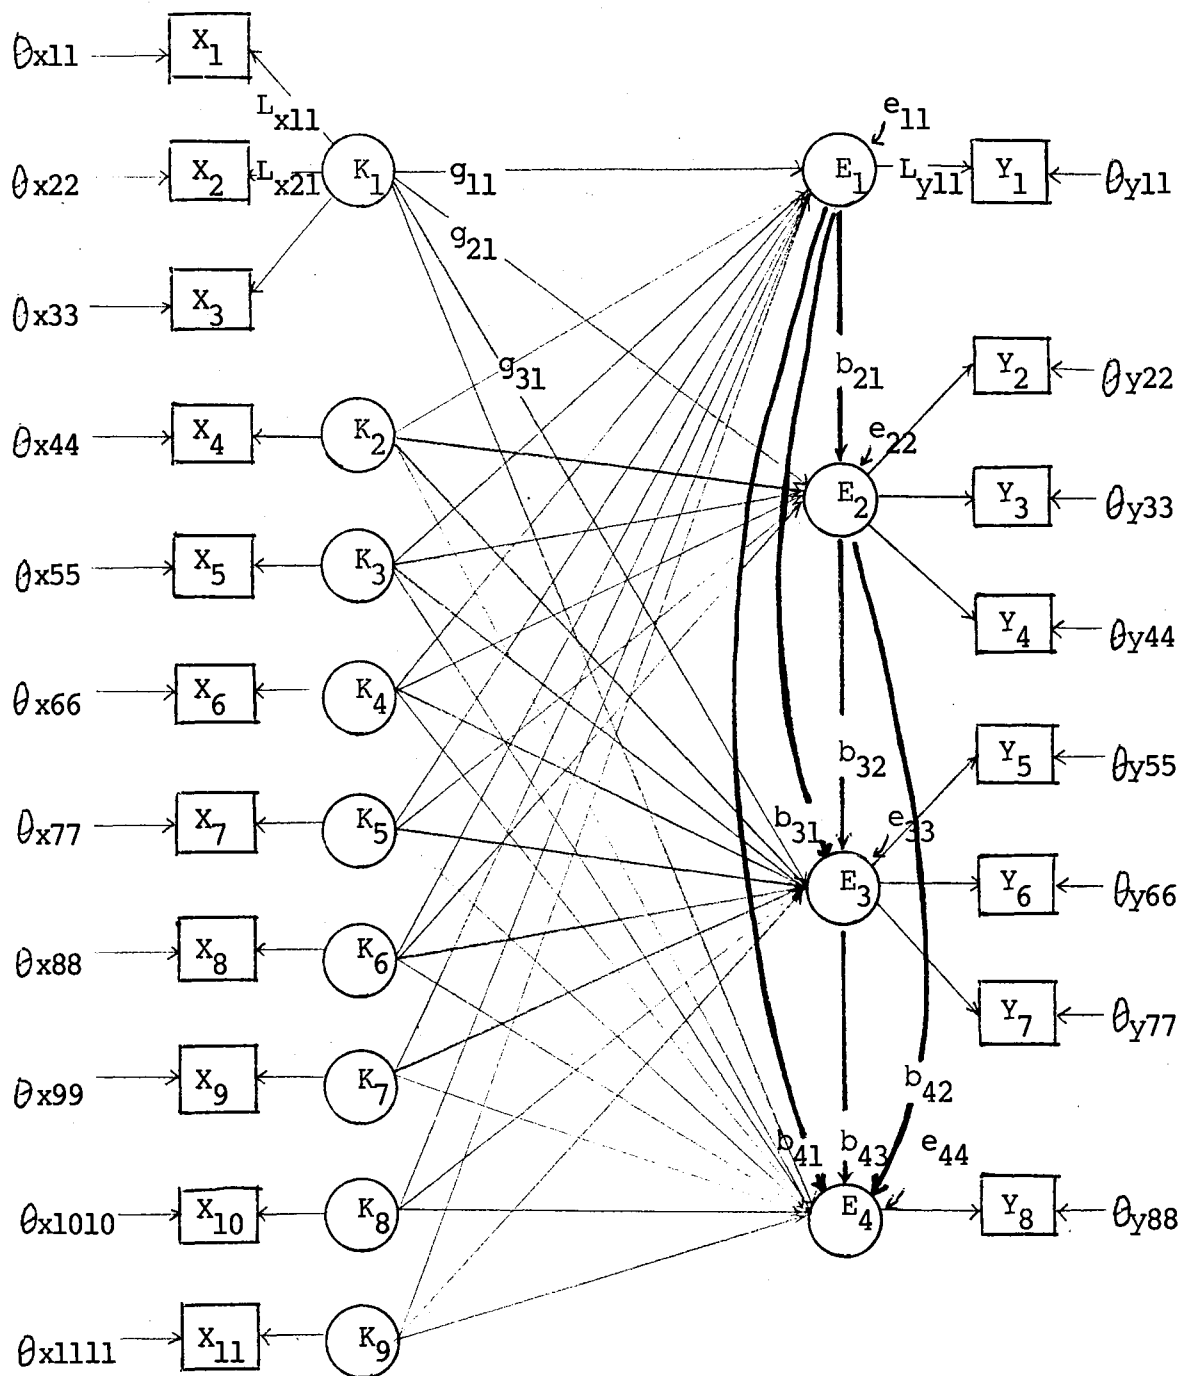 θx11 X1 e11
Lx11
θx22 X2 Lx21 K1 g11 E1 Ly11 Y1 θy11
g21
θx33 X3
g31 b21 Y2 θy22
θx44 X4 K2 e22
E2 Y3 θy33
θx55 X5 K3
Y4 θy44
θx66 X6 K4
b32 Y5 θy55
θx77 X7 K5 b31 e33
E3 Y6 θy66
θx88 X8 K6
Y7 θy77
θx99 X9 K7 b42
b41 b43 e44
θx1010 X10 K8 E4 Y8 θy88
θx1111 X11 K9